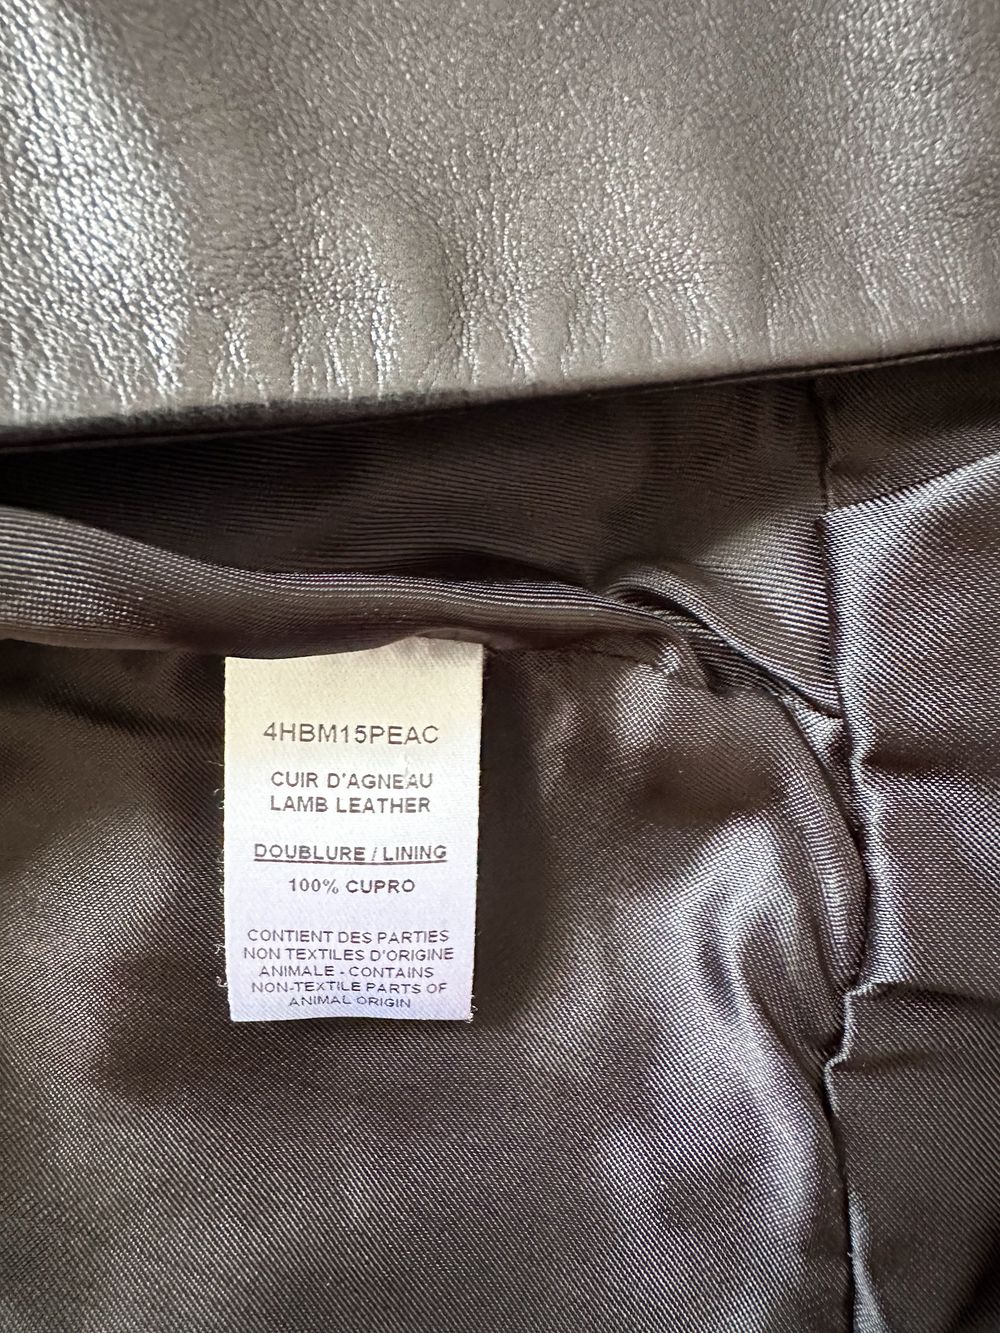 4HBM15PEAC
CUIR D'AGNEAU
LAMB LEATHER
DOUBLURE / LINING
100% CUPRO
CONTIENT DES PARTIES
NON TEXTILES D'ORIGINE
ANIMALE - CONTAINS
NON-TEXTILE PARTS OF
ANIMAL ORIGIN